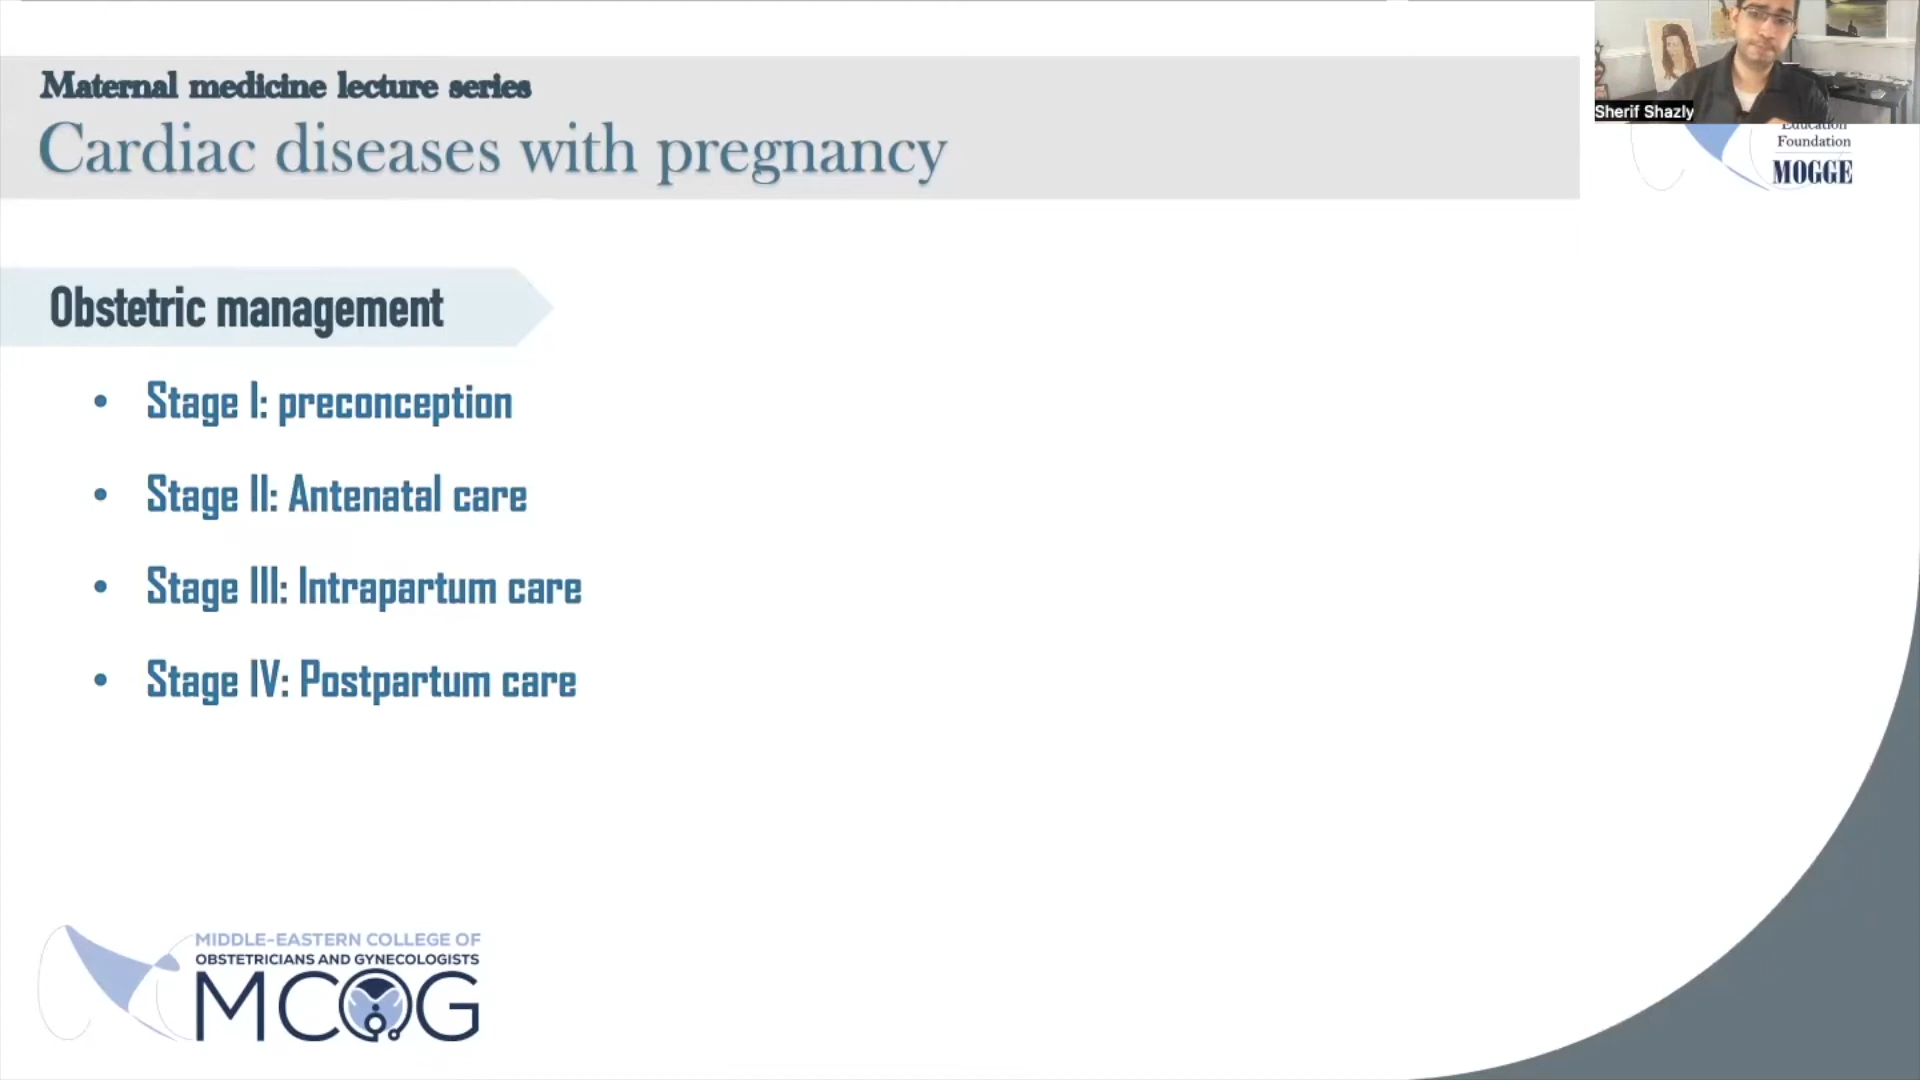 Maternal medicine lecture series
Cardiac diseases with pregnancy
Sherif Shazly
Education
Foundation
MOGGE
Obstetric management
• Stage I: preconception
• Stage II: Antenatal care
• Stage III: Intrapartum care
• Stage IV: Postpartum care
MIDDLE-EASTERN COLLEGE OF
OBSTETRICIANS AND GYNECOLOGISTS
MCOG